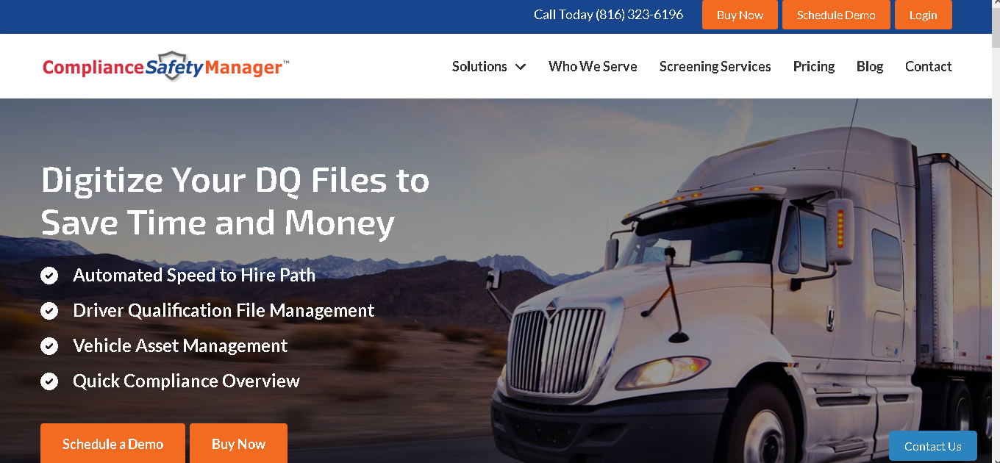 Call Today (816) 323-6196
Buy Now
Schedule Demo
Login
ComplianceSafetyManager™
Solutions
Who We Serve
Screening Services
Pricing
Blog
Contact
Digitize Your DQ Files to
Save Time and Money
Automated Speed to Hire Path
Driver Qualification File Management
Vehicle Asset Management
Quick Compliance Overview
Schedule a Demo
Buy Now
Contact Us